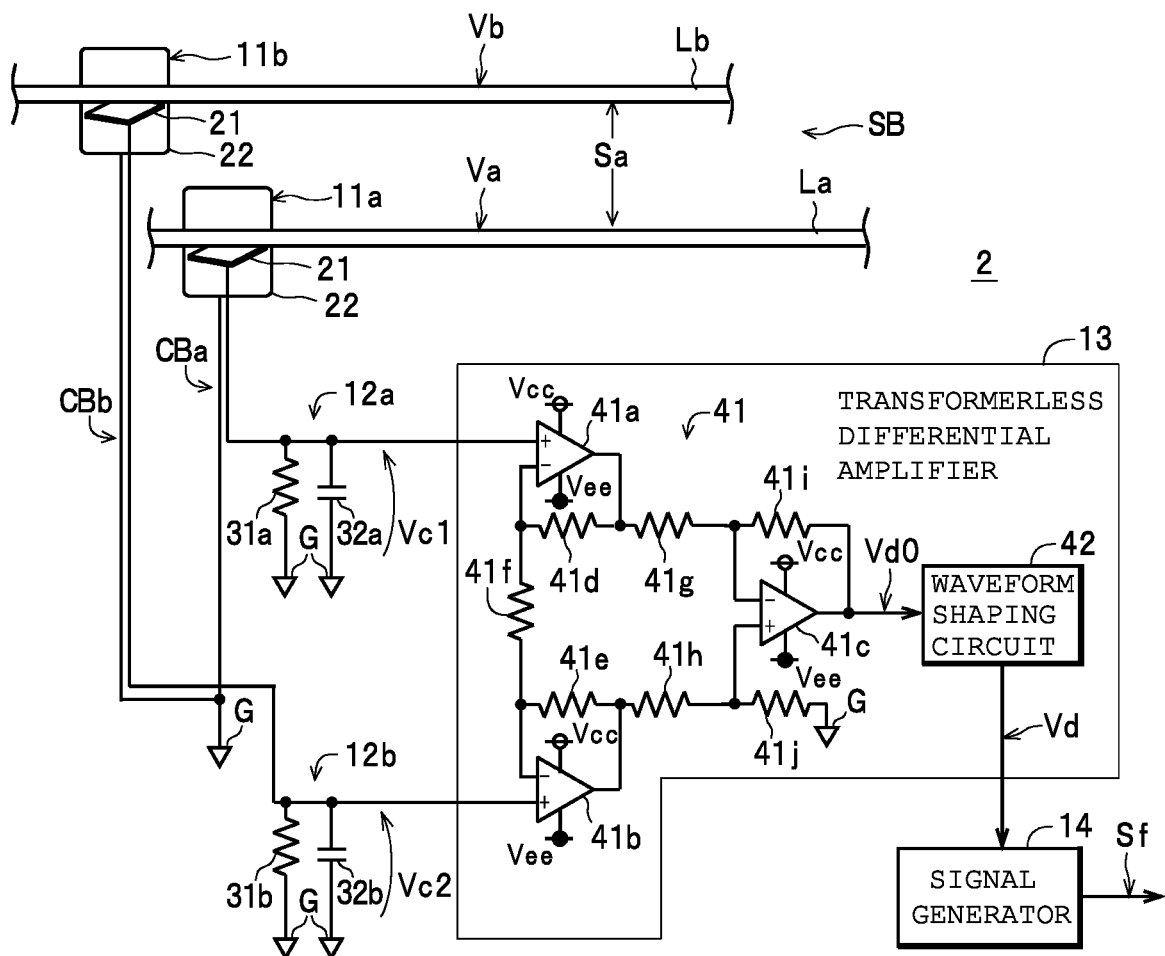 Vb
Lb
11b
21
22
SB
Sa
Va
La
11a
21
22
2
CBa
CBb
13
12a
Vcc
41a
41
TRANSFORMERLESS
DIFFERENTIAL
AMPLIFIER
Vee
41i
31a
G
32a
Vc1
41f
41d
41g
Vcc
Vd0
42
WAVEFORM
SHAPING
CIRCUIT
41c
Vee
41e
41h
G
G
Vcc
41j
Vd
12b
41b
Vee
31b
G
32b
Vc2
14
Sf
SIGNAL
GENERATOR